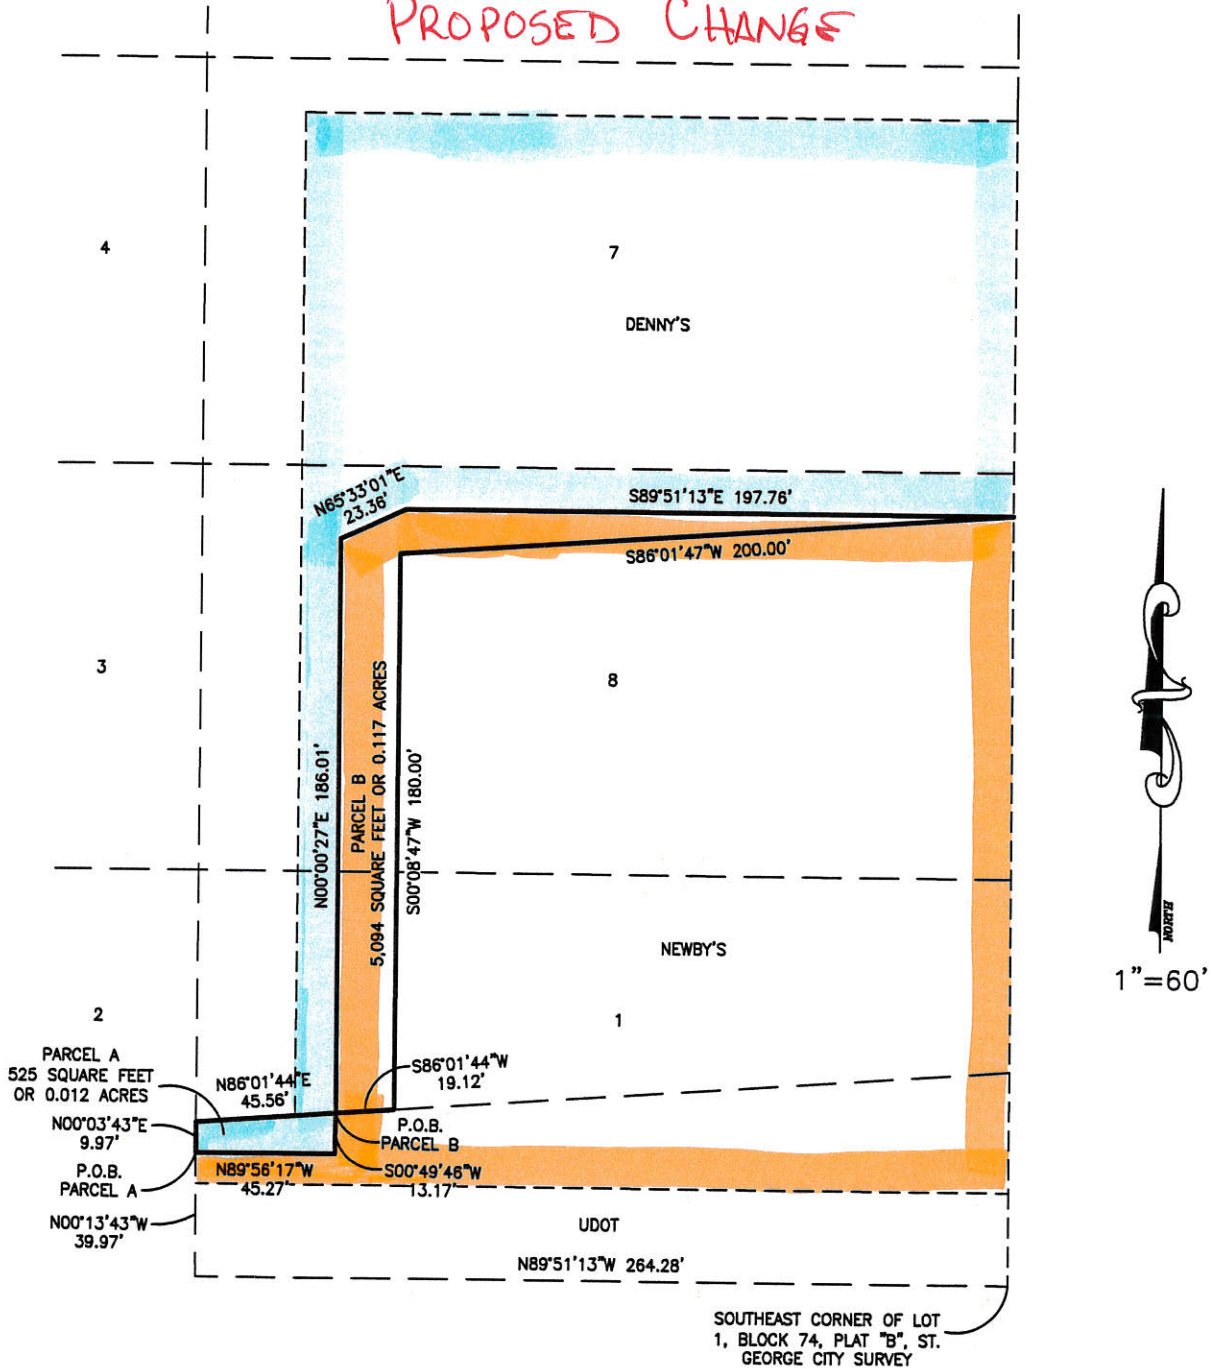 PROPOSED CHANGE
4
7
DENNY'S
N65°33'01"E
23.36'
S89°51'13"E 197.76'
S86°01'47"W 200.00'
3
8
N00°00'27"E 186.01'
PARCEL B
5,094 SQUARE FEET OR 0.117 ACRES
S00°08'47"W 180.00'
NEWBY'S
NORTH
1"=60'
2
1
PARCEL A
525 SQUARE FEET
OR 0.012 ACRES
N86°01'44"E
45.56'
S86°01'44"W
19.12'
N00°03'43"E
9.97'
P.O.B.
PARCEL B
P.O.B.
PARCEL A
N89°56'17"W
45.27'
S00°49'46"W
13.17'
N00°13'43"W
39.97'
UDOT
N89°51'13"W 264.28'
SOUTHEAST CORNER OF LOT
1, BLOCK 74, PLAT "B", ST.
GEORGE CITY SURVEY